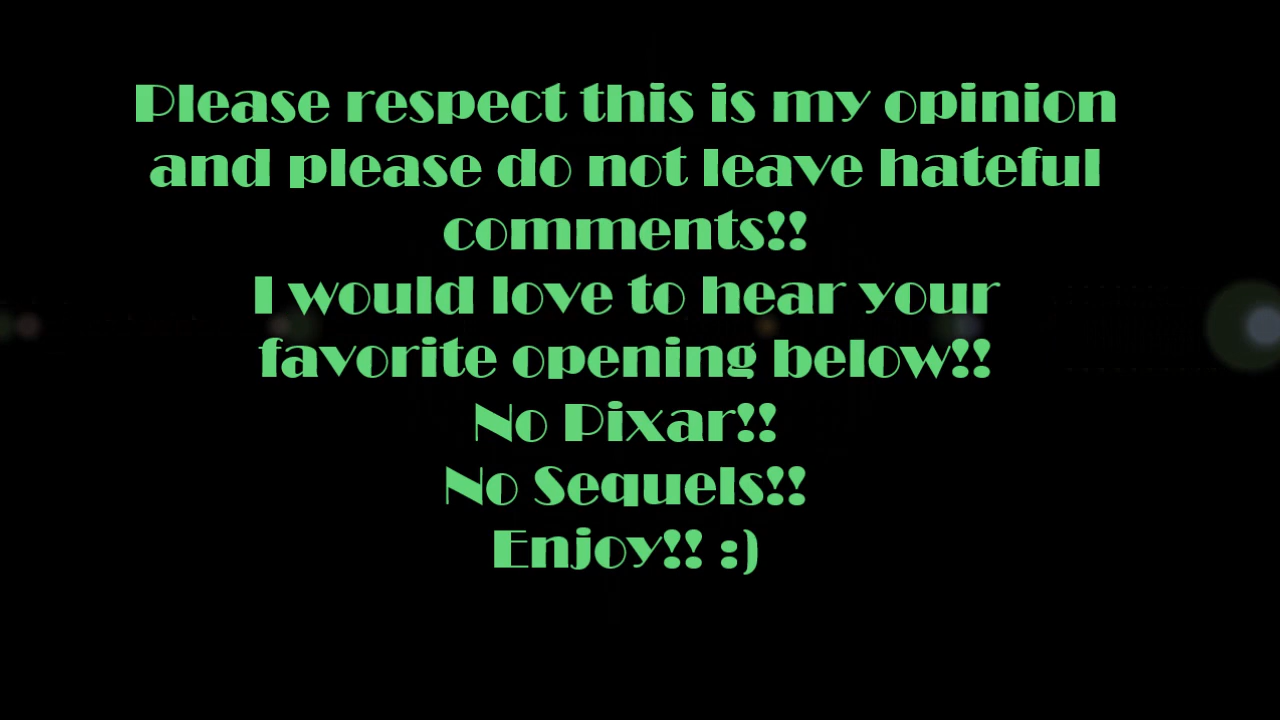 Please respect this is my opinion
and please do not leave hateful
comments!!
I would love to hear your
favorite opening below!!
No Pixar!!
No Sequels!!
Enjoy!! :)